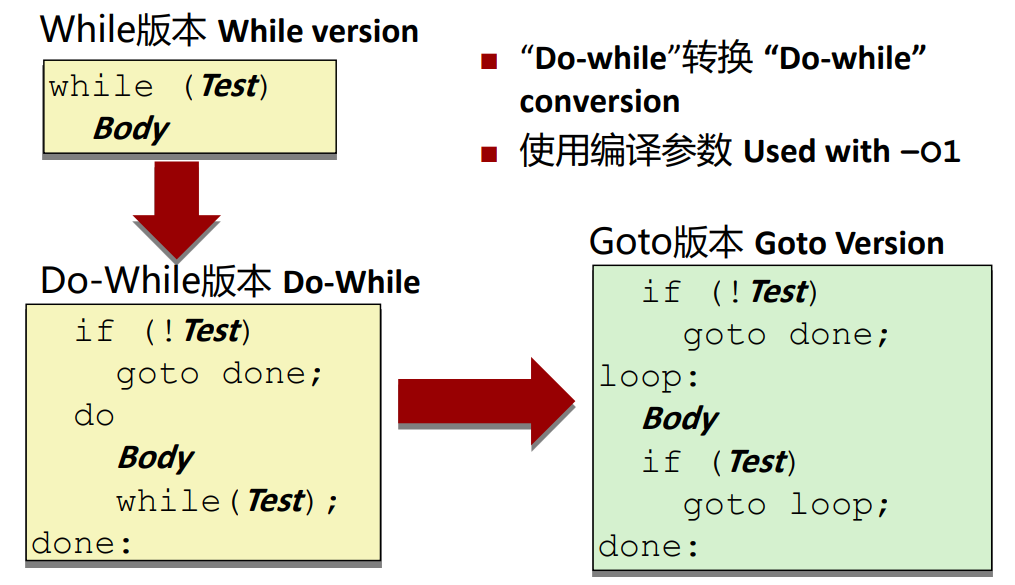 While版本 While version
while (Test)
Body
“Do-while”转换 “Do-while”
conversion
使用编译参数 Used with –O1
Do-While版本 Do-While
if (!Test)
goto done;
do
Body
while(Test);
done:
Goto版本 Goto Version
if (!Test)
goto done;
loop:
Body
if (Test)
goto loop;
done: